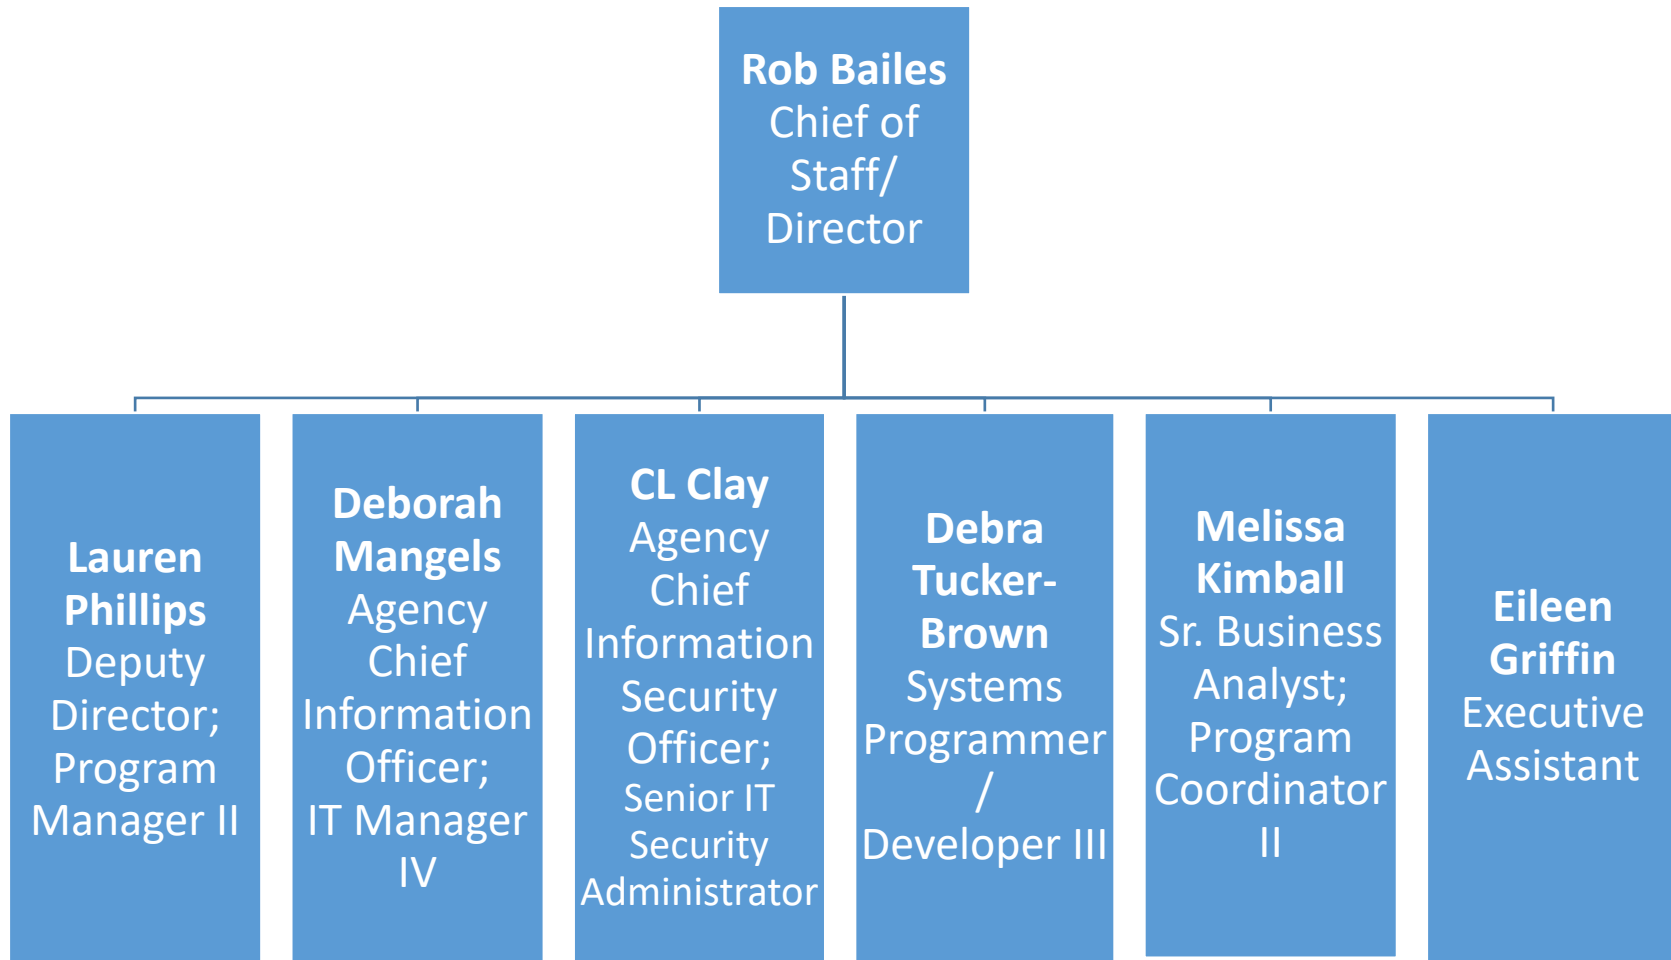 Rob Bailes
Chief of
Staff/
Director
Lauren
Phillips
Deputy
Director;
Program
Manager II
Deborah
Mangels
Agency
Chief
Information
Officer;
IT Manager
IV
CL Clay
Agency
Chief
Information
Security
Officer;
Senior IT
Security
Administrator
Debra
Tucker-
Brown
Systems
Programmer
/
Developer III
Melissa
Kimball
Sr. Business
Analyst;
Program
Coordinator
II
Eileen
Griffin
Executive
Assistant